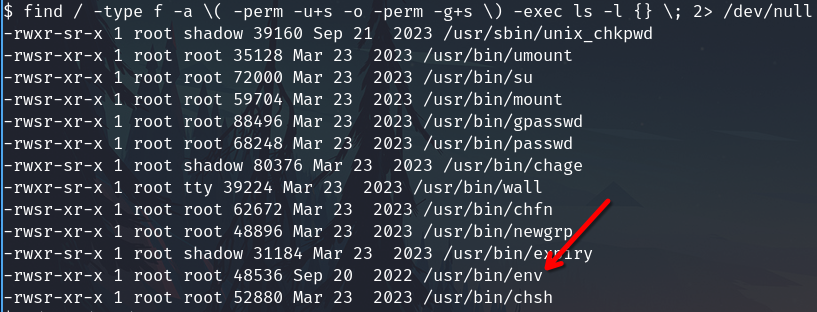 $ find / -type f -a \( -perm -u+s -o -perm -g+s \) -exec ls -l {} \; 2> /dev/null
-rwxr-sr-x 1 root shadow 39160 Sep 21  2023 /usr/sbin/unix_chkpwd
-rwsr-xr-x 1 root root 35128 Mar 23  2023 /usr/bin/umount
-rwsr-xr-x 1 root root 72000 Mar 23  2023 /usr/bin/su
-rwsr-xr-x 1 root root 59704 Mar 23  2023 /usr/bin/mount
-rwsr-xr-x 1 root root 88496 Mar 23  2023 /usr/bin/gpasswd
-rwsr-xr-x 1 root root 68248 Mar 23  2023 /usr/bin/passwd
-rwxr-sr-x 1 root shadow 80376 Mar 23  2023 /usr/bin/chage
-rwxr-sr-x 1 root tty 39224 Mar 23  2023 /usr/bin/wall
-rwsr-xr-x 1 root root 62672 Mar 23  2023 /usr/bin/chfn
-rwsr-xr-x 1 root root 48896 Mar 23  2023 /usr/bin/newgrp
-rwxr-sr-x 1 root shadow 31184 Mar 23  2023 /usr/bin/expiry
-rwsr-xr-x 1 root root 48536 Sep 20  2022 /usr/bin/env
-rwsr-xr-x 1 root root 52880 Mar 23  2023 /usr/bin/chsh